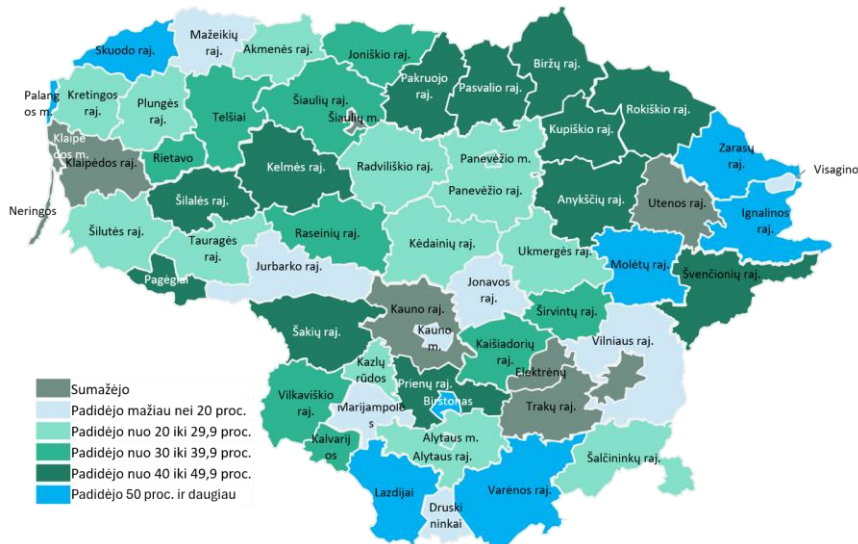 Skuodo raj.
Mažeikių
raj.
Akmenės raj.
Joniškio raj.
Pakruojo
raj.
Pasvalio raj.
Biržų raj.
Rokiškio raj.
Palang
os m.
Kretingos
raj.
Plungės
raj.
Telšiai
Šiaulių raj.
Šiaulių m.
Kupiškio raj.
Zarasų
raj.
Visagino
Klaipė
dos m.
Klaipėdos raj.
Rietavo
Kelmės raj.
Radviliškio raj.
Panevėžio m.
Panevėžio raj.
Anykščių
raj.
Utenos raj.
Ignalinos
raj.
Neringos
Šilalės raj.
Šilutės raj.
Tauragės
raj.
Raseinių raj.
Kėdainių raj.
Ukmergės
raj.
Molėtų raj.
Švenčionių raj.
Pagėgiai
Jurbarko raj.
Jonavos
raj.
Šakių raj.
Kauno raj.
Kauno
m.
Širvintų raj.
Kaišiadorių
raj.
Vilniaus raj.
Kazlų
rūdos
Prienų raj.
Elektrėnų
Vilkaviškio
raj.
Marijampolė
s
Birštonas
Trakų raj.
Kalvarij
os
Alytaus m.
Alytaus raj.
Šalčininkų raj.
Lazdijai
Druski
ninkai
Varėnos raj.
Sumažėjo
Padidėjo mažiau nei 20 proc.
Padidėjo nuo 20 iki 29,9 proc.
Padidėjo nuo 30 iki 39,9 proc.
Padidėjo nuo 40 iki 49,9 proc.
Padidėjo 50 proc. ir daugiau